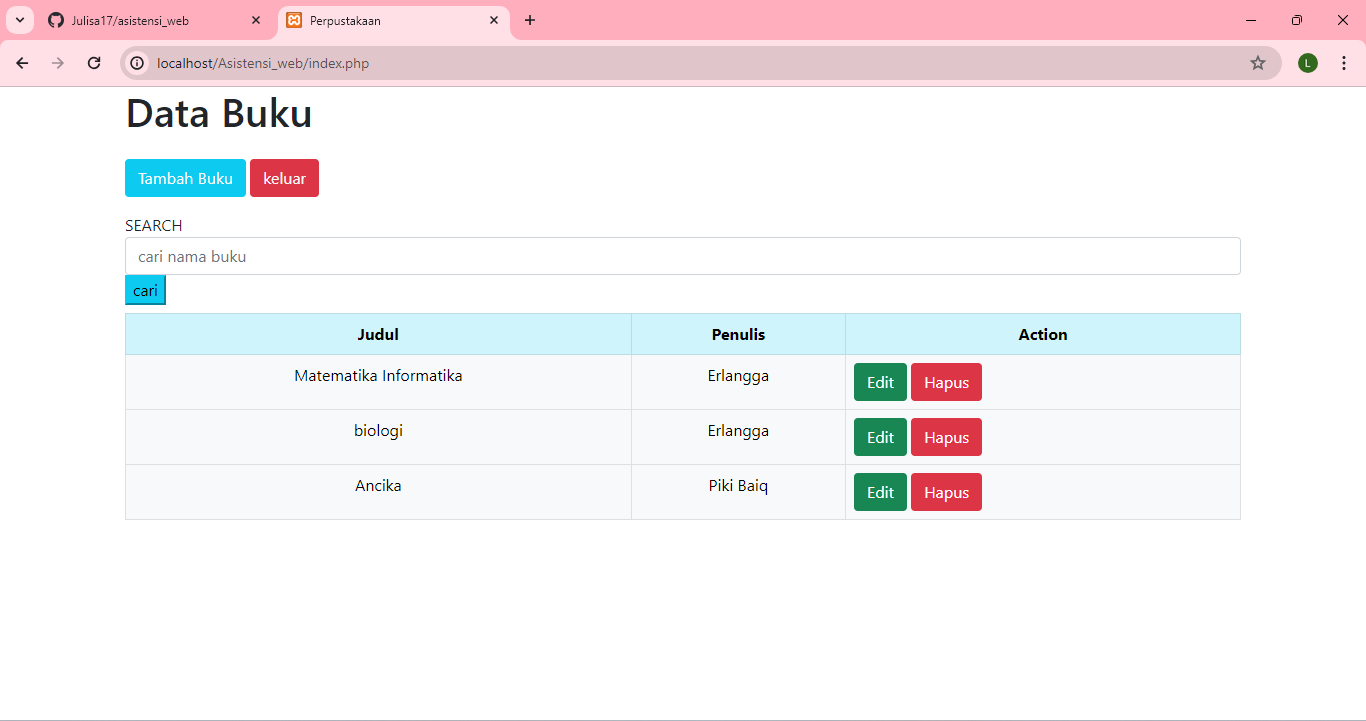 Julisa17/asistensi_web
Perpustakaan
localhost/Asistensi_web/index.php
L
Data Buku
Tambah Buku keluar
SEARCH
cari nama buku
cari
Judul Penulis Action
Matematika Informatika Erlangga Edit Hapus
biologi Erlangga Edit Hapus
Ancika Piki Baiq Edit Hapus